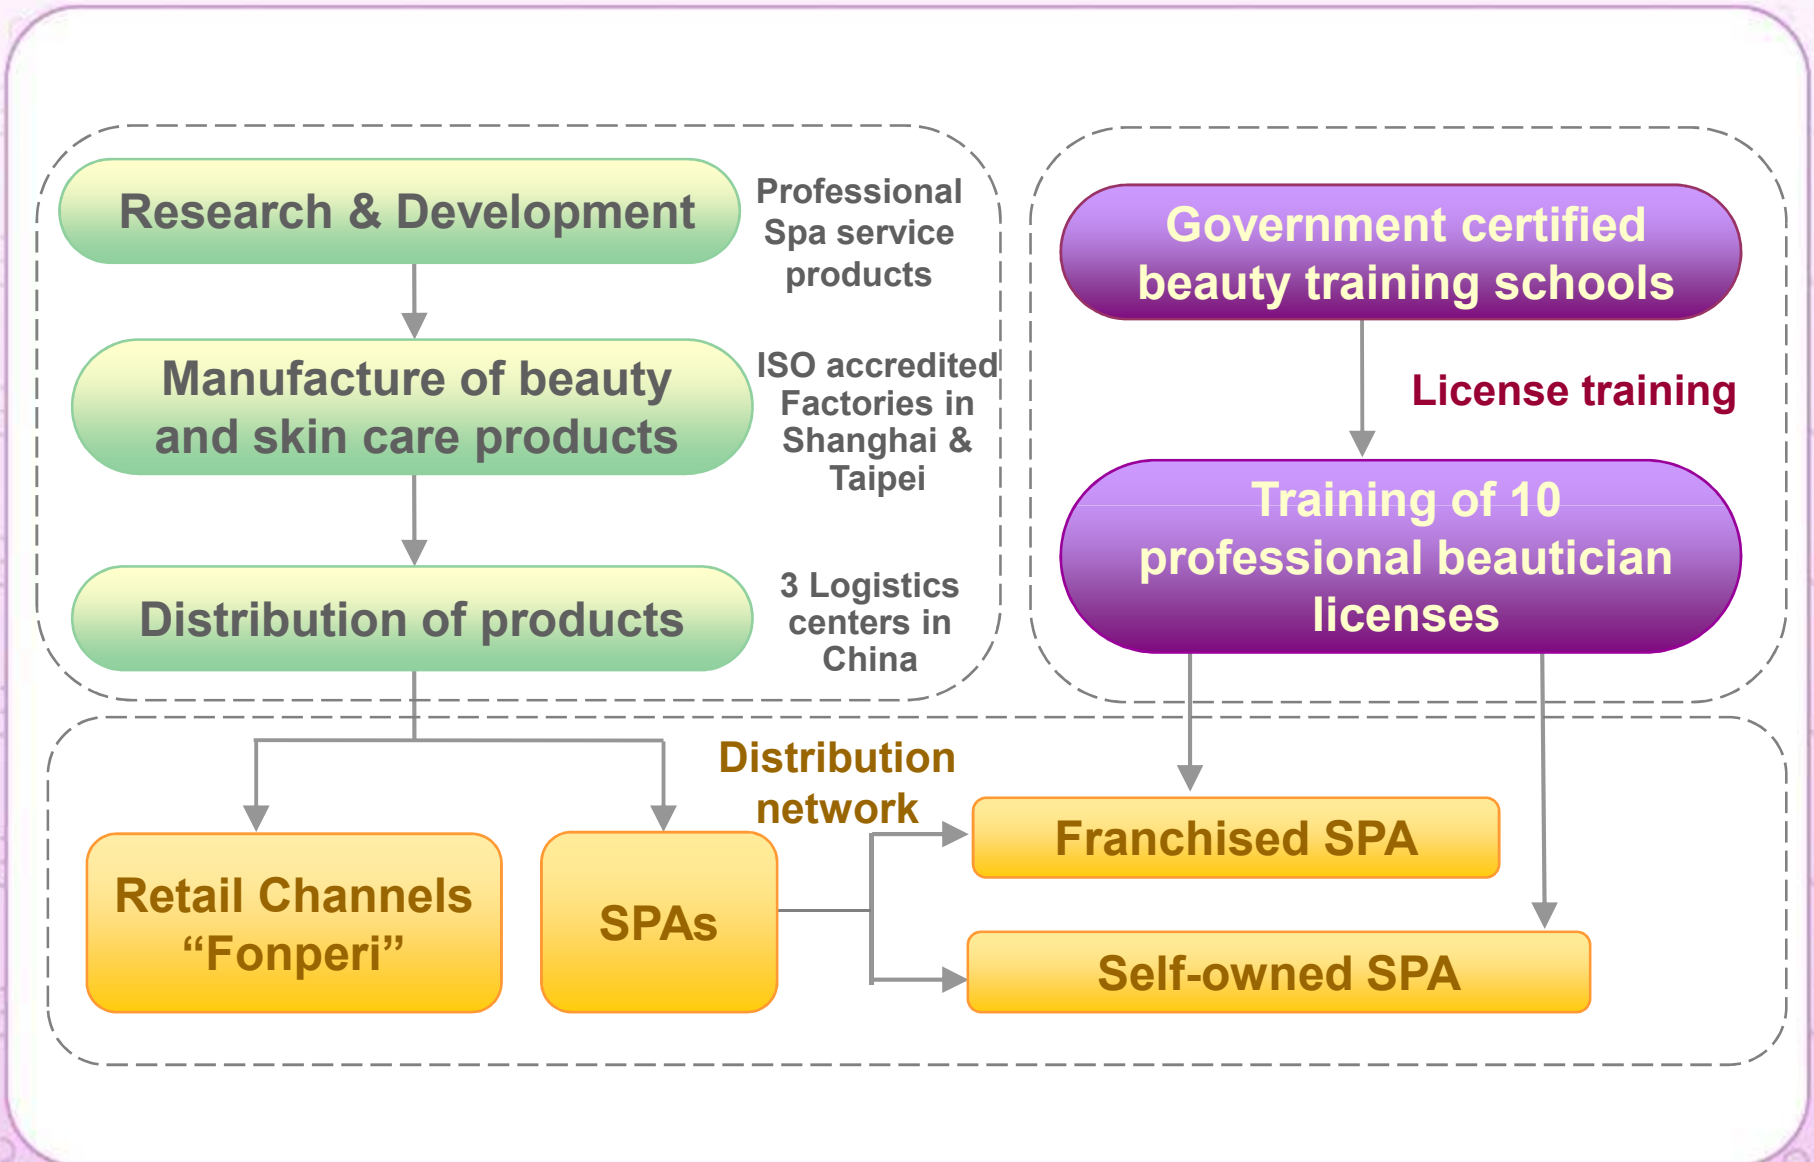 Research & Development
Professional
Spa service
products
Manufacture of beauty
and skin care products
ISO accredited
Factories in
Shanghai &
Taipei
Distribution of products
3 Logistics
centers in
China
Government certified
beauty training schools
License training
Training of 10
professional beautician
licenses
Distribution
network
Retail Channels
“Fonperi”
SPAs
Franchised SPA
Self-owned SPA